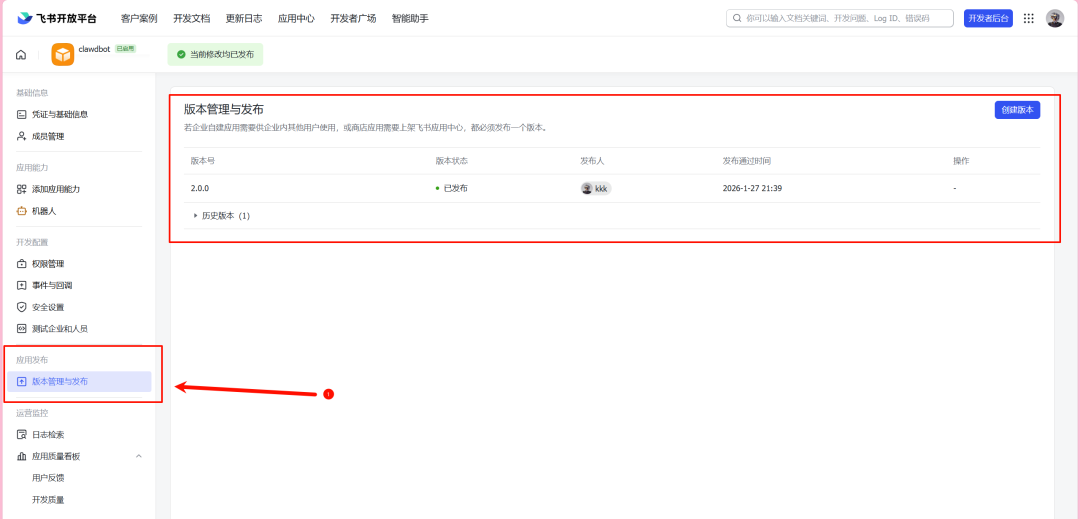 飞书开放平台 客户案例 开发文档 更新日志 应用中心 开发者广场 智能助手 你可以输入文档关键词、开发问题、Log ID、错误码 开发者后台
clawdbot 已启用 当前修改均已发布
基础信息
凭证与基础信息
成员管理
应用能力
添加应用能力
机器人
开发配置
权限管理
事件与回调
安全设置
测试企业和人员
应用发布
版本管理与发布
运营监控
日志检索
应用质量看板
用户反馈
开发质量
版本管理与发布 创建版本
若企业自建应用需要供企业内其他用户使用，或商店应用需要上架飞书应用中心，都必须发布一个版本。
版本号 版本状态 发布人 发布通过时间 操作
2.0.0 已发布 kkk 2026-1-27 21:39 -
历史版本（1）